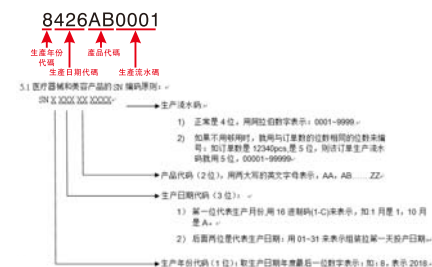 8426AB0001
生產年份
代碼
產品代碼
生産日期代碼
生産流水碼
5.1 医疗器械和美容产品的 SN 编码原则：
SN X XXX XX XXXX
生产流水码
1) 正常是 4 位，用阿拉伯数字表示：0001~9999
2) 如果不用够用时，就用与订单数的位数相同的位数来编
号：如订单数是 12340pcs,是 5 位，则该订单生产流水
码就用 5 位，00001~99999
产品代码（2 位），用两大写的英文字母表示，AA，AB……ZZ
生产日期代码（3 位）：
1) 第一位代表生产月份,用 16 进制码(1-C)来表示，如 1 月是 1，10 月
是 A。
2) 后面两位是代表生产日期：用 01~31 来表示组装拉第一天投产日期
生产年份代码（1 位）：取生产日期年度最后一位数字表示：如：8，表示 2018